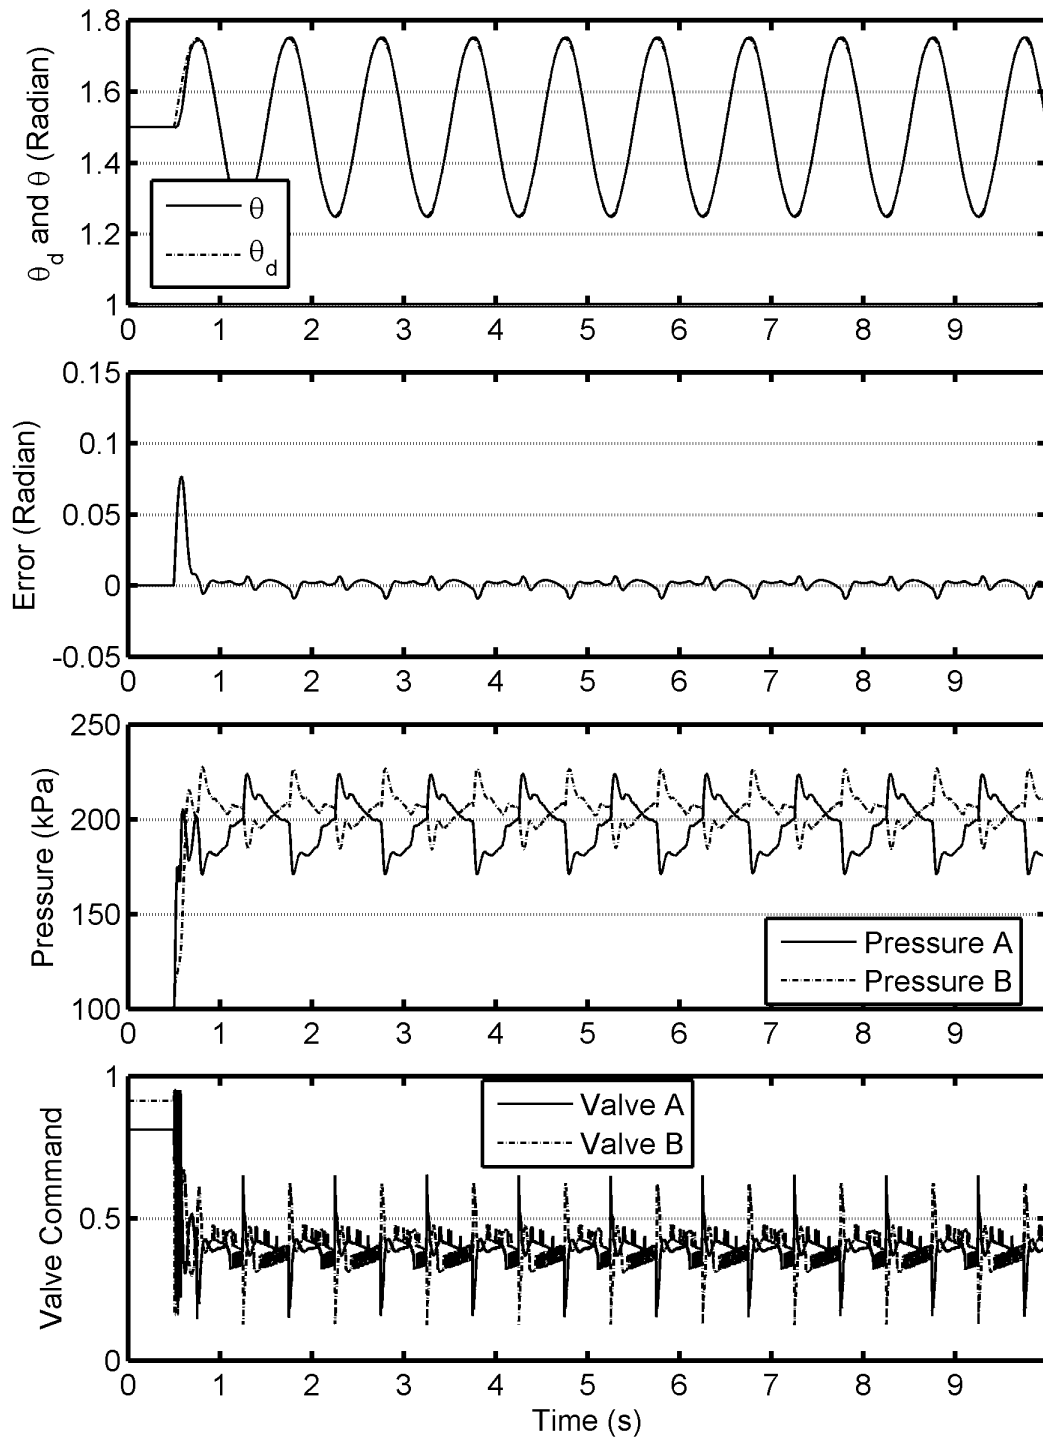 1.8
1.6
1.4
1.2
1
θd and θ (Radian)
θ
θd
0 1 2 3 4 5 6 7 8 9
0.15
0.1
0.05
0
-0.05
Error (Radian)
0 1 2 3 4 5 6 7 8 9
250
200
150
100
Pressure (kPa)
Pressure A
Pressure B
0 1 2 3 4 5 6 7 8 9
1
0.5
0
Valve Command
Valve A
Valve B
0 1 2 3 4 5 6 7 8 9
Time (s)